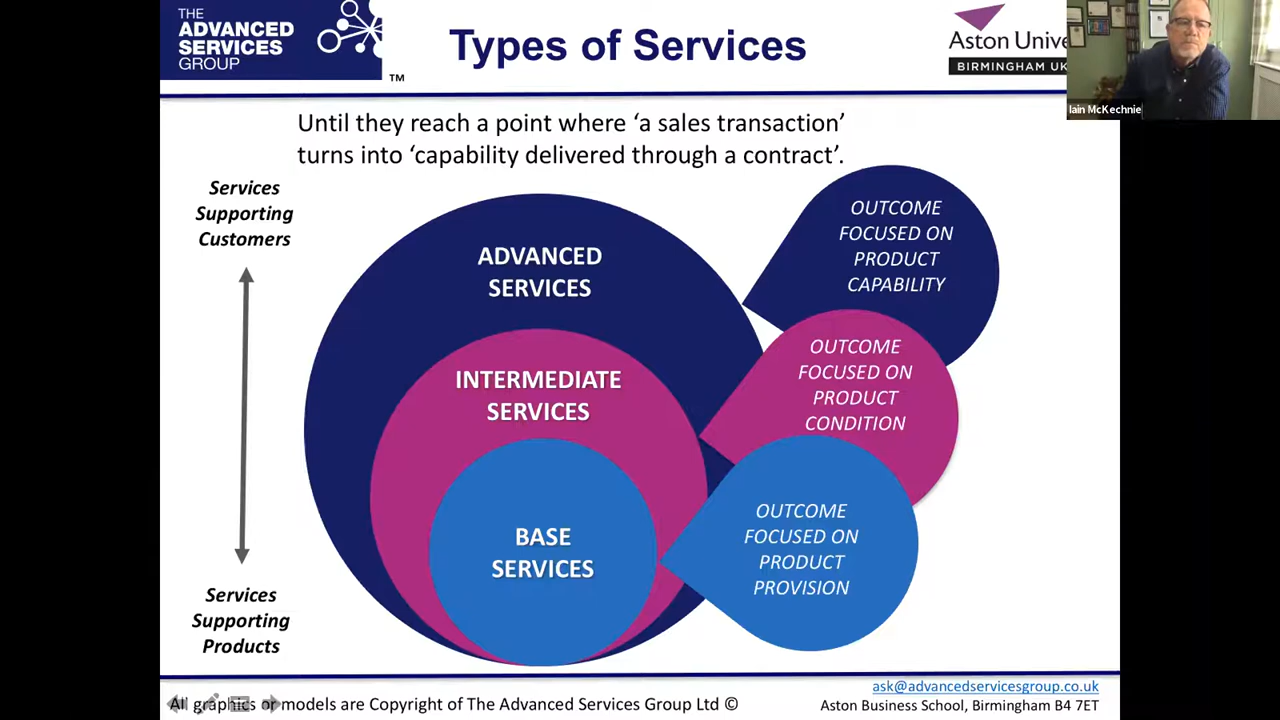 THE
ADVANCED
SERVICES
GROUP
TM
Types of Services
Aston Unive
BIRMINGHAM UK
Iain McKechnie
Until they reach a point where ‘a sales transaction’
turns into ‘capability delivered through a contract’.
Services
Supporting
Customers
ADVANCED
SERVICES
OUTCOME
FOCUSED ON
PRODUCT
CAPABILITY
INTERMEDIATE
SERVICES
OUTCOME
FOCUSED ON
PRODUCT
CONDITION
BASE
SERVICES
OUTCOME
FOCUSED ON
PRODUCT
PROVISION
Services
Supporting
Products
All graphics or models are Copyright of The Advanced Services Group Ltd ©
ask@advancedservicesgroup.co.uk
Aston Business School, Birmingham B4 7ET